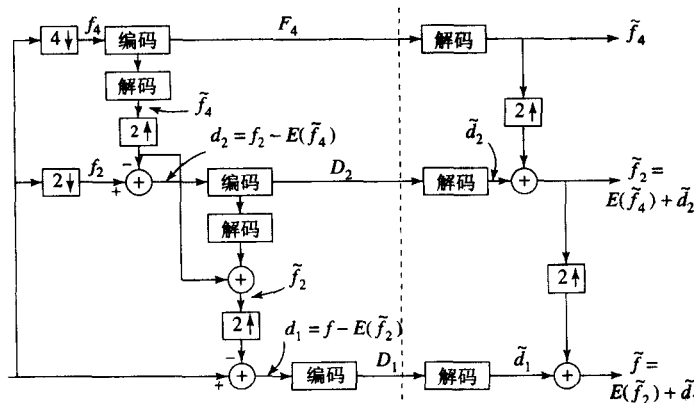 4↓
f₄
编码
F₄
解码
f̃₄
解码
f̃₄
2↑
2↑
d₂ = f₂ − E(f̃₄)
d̃₂
2↓
f₂
−
+
+
编码
D₂
解码
+
f̃₂ =
E(f̃₄) + d̃₂
解码
+
f̃₂
2↑
2↑
d₁ = f − E(f̃₂)
−
+
+
编码
D₁
解码
d̃₁
+
f̃ =
E(f̃₂) + d̃